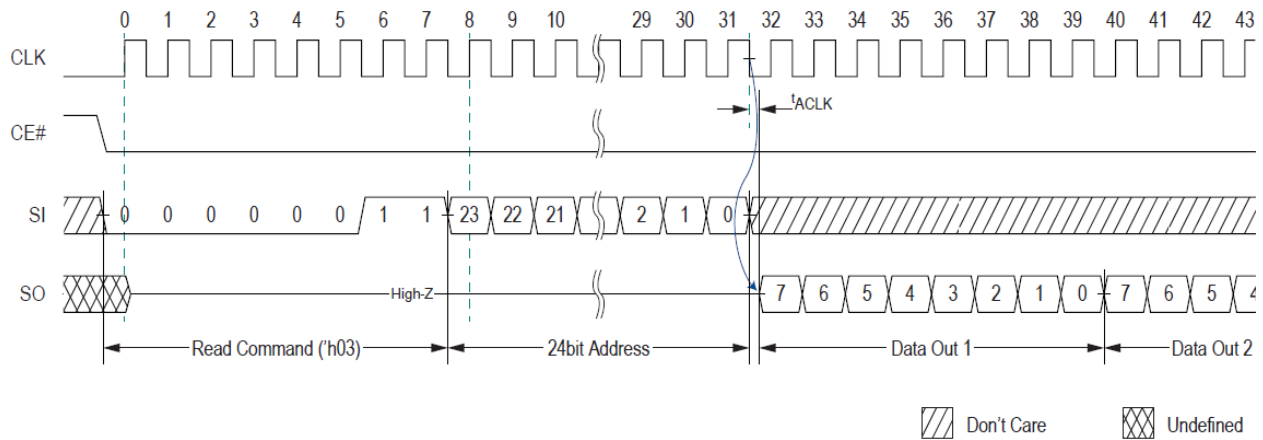 0 1 2 3 4 5 6 7 8 9 10 29 30 31 32 33 34 35 36 37 38 39 40 41 42 43
CLK
tACLK
CE#
SI 0 0 0 0 0 0 1 1 23 22 21 2 1 0
SO High-Z 7 6 5 4 3 2 1 0 7 6 5 4
Read Command ('h03) 24bit Address Data Out 1 Data Out 2
Don't Care Undefined